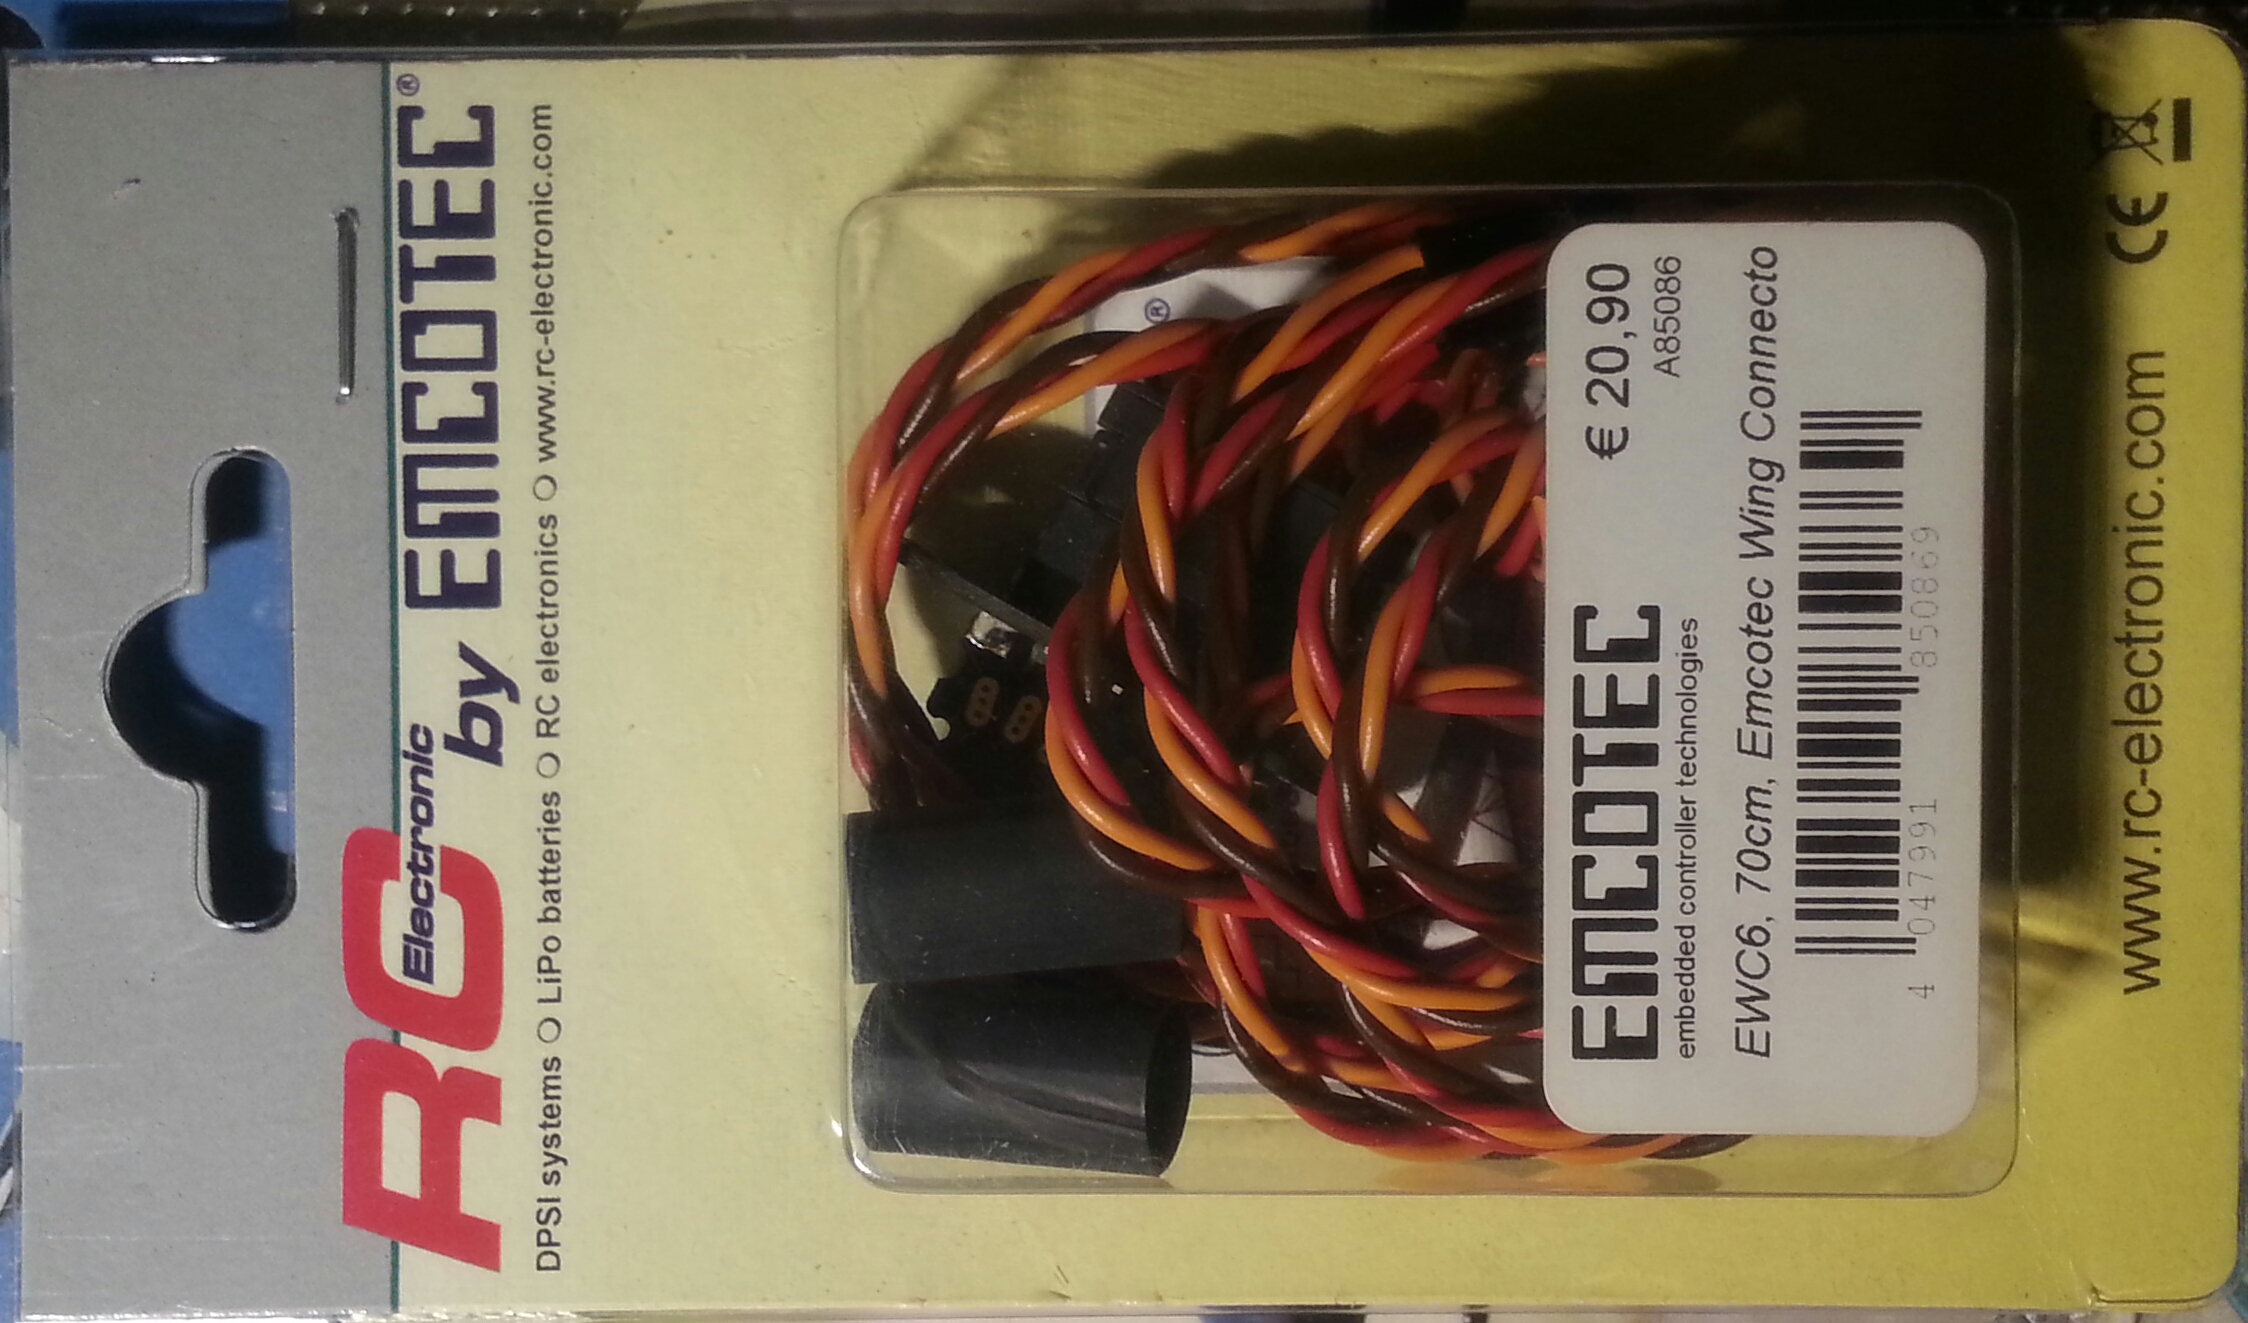 RC Electronic
by EMCOTEC®
DPSI systems O LiPo batteries O RC electronics O www.rc-electronic.com
®
EMCOTEC
€ 20,90
embedded controller technologies
A85086
EWC6, 70cm, Emcotec Wing Connecto
4 047991 850869
www.rc-electronic.com
CE